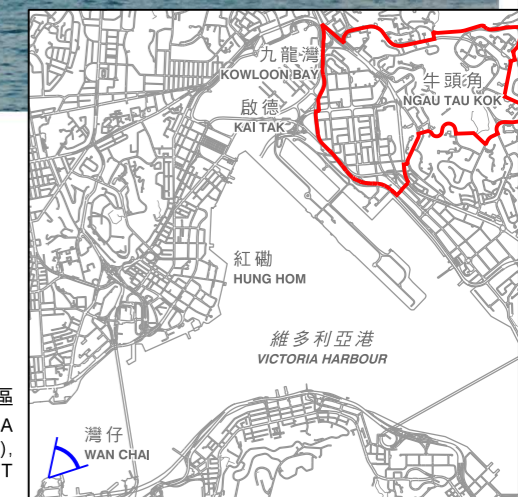 九龍灣
KOWLOON BAY
牛頭角
NGAU TAU KOK
啟德
KAI TAK
紅磡
HUNG HOM
維多利亞港
VICTORIA HARBOUR
灣仔
WAN CHAI
區
A
),
T